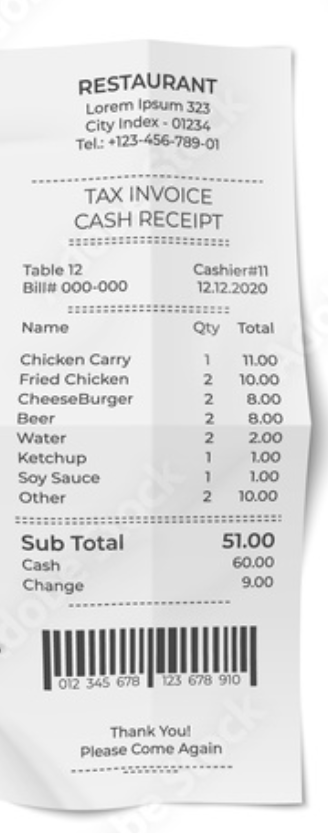 RESTAURANT
Lorem Ipsum 323
City Index - 01234
Tel.: +123-456-789-01
TAX INVOICE
CASH RECEIPT
Table 12 Cashier#11
Bill# 000-000 12.12.2020
Name Qty Total
Chicken Carry 1 11.00
Fried Chicken 2 10.00
CheeseBurger 2 8.00
Beer 2 8.00
Water 2 2.00
Ketchup 1 1.00
Soy Sauce 1 1.00
Other 2 10.00
Sub Total 51.00
Cash 60.00
Change 9.00
012 345 678 123 678 910
Thank You!
Please Come Again